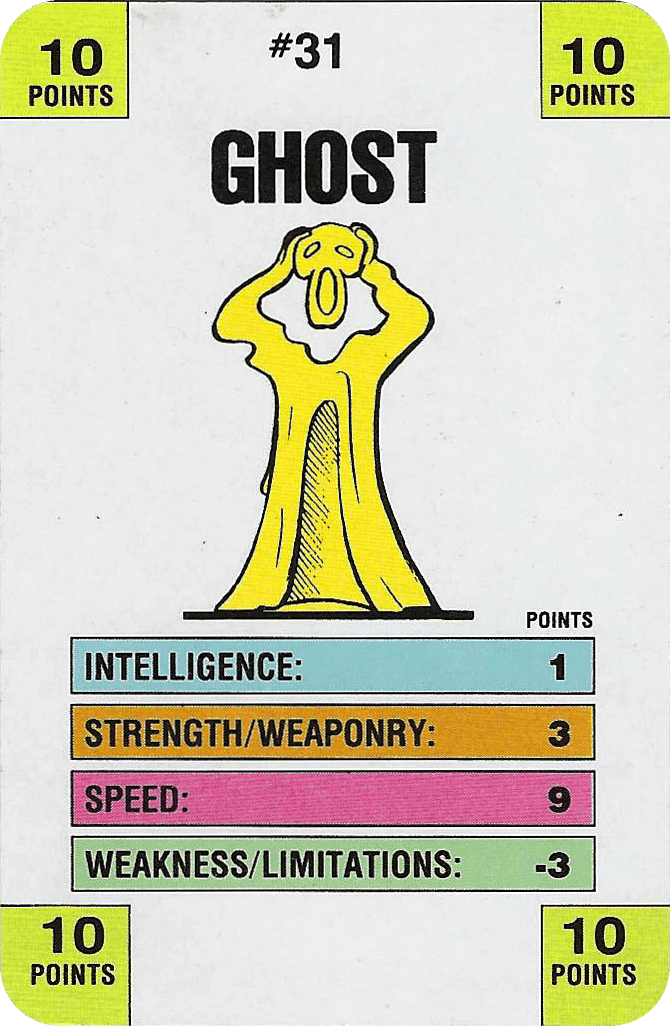 10
POINTS
#31
10
POINTS
GHOST
POINTS
INTELLIGENCE: 1
STRENGTH/WEAPONRY: 3
SPEED: 9
WEAKNESS/LIMITATIONS: -3
10
POINTS
10
POINTS